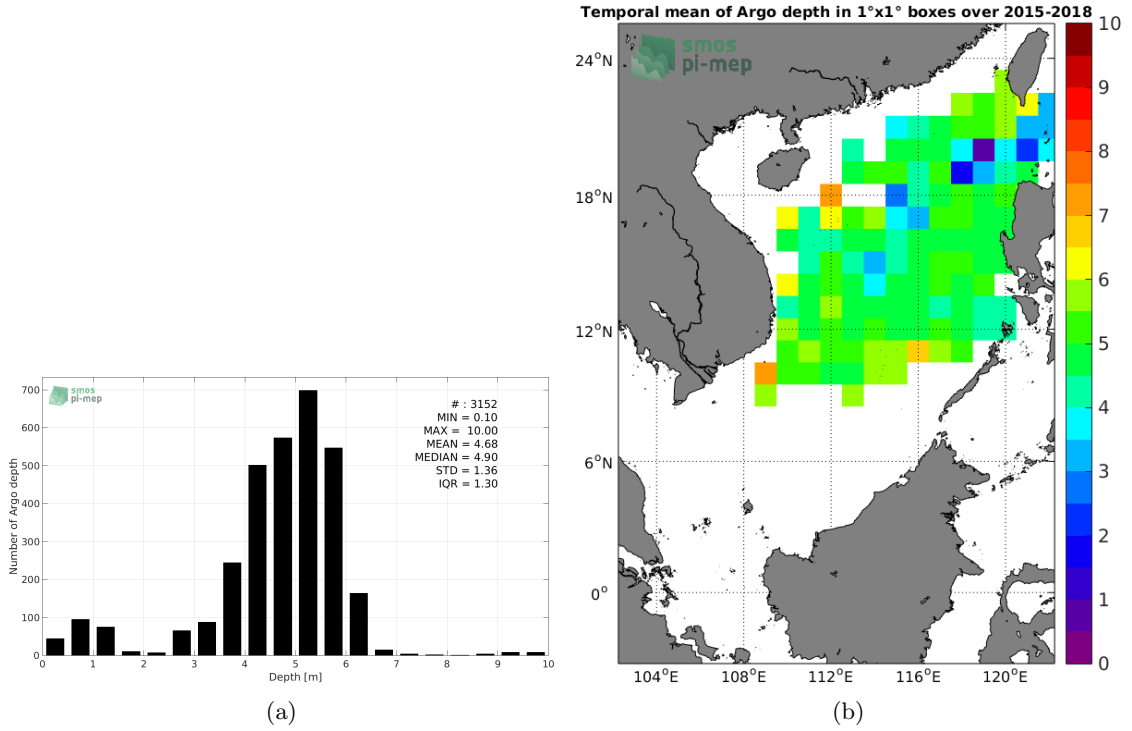 Temporal mean of Argo depth in 1°x1° boxes over 2015-2018
smos
pi-mep
24°N
18°N
12°N
6°N
0°
104°E
108°E
112°E
116°E
120°E
10
9
8
7
6
5
4
3
2
1
0
smos
pi-mep
# : 3152
MIN = 0.10
MAX = 10.00
MEAN = 4.68
MEDIAN = 4.90
STD = 1.36
IQR = 1.30
Number of Argo depth
700
600
500
400
300
200
100
0
0 1 2 3 4 5 6 7 8 9 10
Depth [m]
(a)
(b)